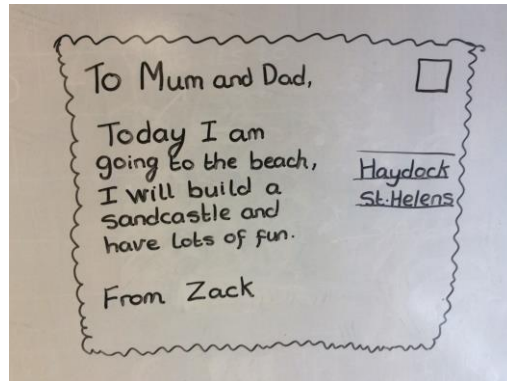 To Mum and Dad,
Today I am
going to the beach,
I will build a
sandcastle and
have lots of fun.
From Zack
Haydock
St.Helens